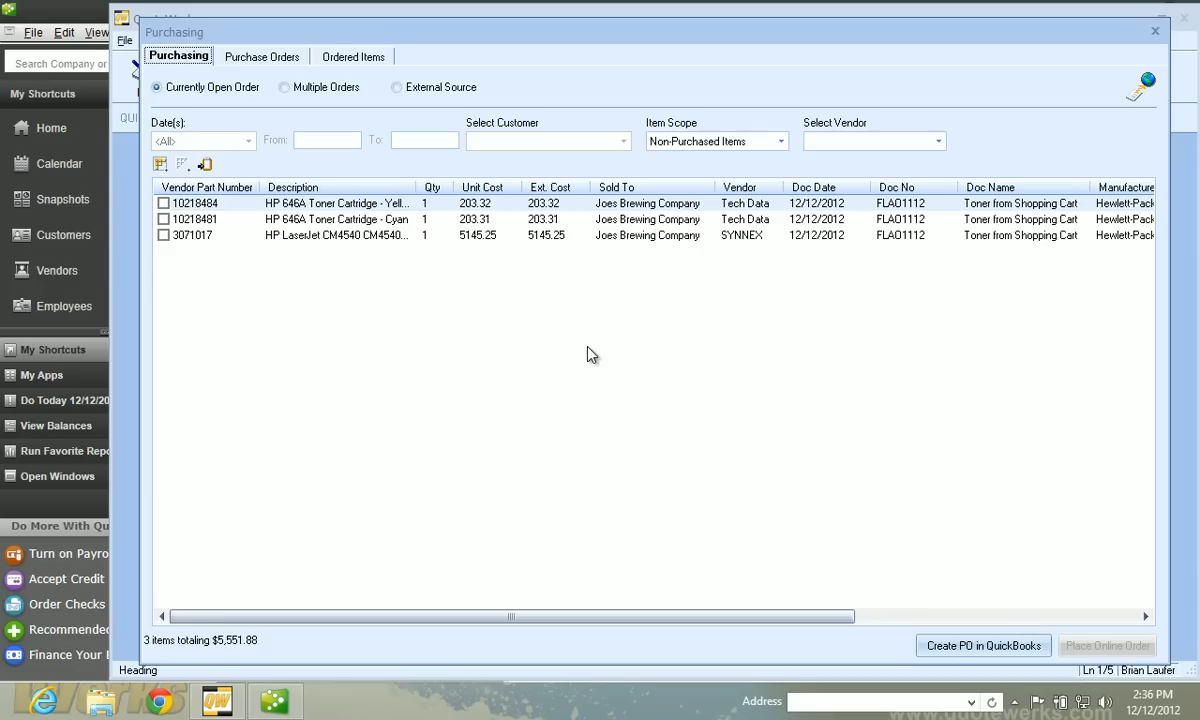 Purchasing
File Edit View
File
Purchasing Purchase Orders Ordered Items
Search Company or
Currently Open Order Multiple Orders External Source
My Shortcuts
QUI
Date(s): Select Customer Item Scope Select Vendor
<All> From: To: Non-Purchased Items
Home
Calendar
Snapshots
Customers
Vendors
Employees
Vendor Part Number Description Qty Unit Cost Ext. Cost Sold To Vendor Doc Date Doc No Doc Name Manufacture
10218484 HP 646A Toner Cartridge - Yell... 1 203.32 203.32 Joes Brewing Company Tech Data 12/12/2012 FLAO1112 Toner from Shopping Cart Hewlett-Pack
10218481 HP 646A Toner Cartridge - Cyan 1 203.31 203.31 Joes Brewing Company Tech Data 12/12/2012 FLAO1112 Toner from Shopping Cart Hewlett-Pack
3071017 HP LaserJet CM4540 CM4540... 1 5145.25 5145.25 Joes Brewing Company SYNNEX 12/12/2012 FLAO1112 Toner from Shopping Cart Hewlett-Pack
My Shortcuts
My Apps
Do Today 12/12/20
View Balances
Run Favorite Repo
Open Windows
Do More With Qu
Turn on Payro
Accept Credit
Order Checks
Recommended
Finance Your B
3 items totaling $5,551.88
Create PO in QuickBooks Place Online Order
Heading Ln 1/5 Brian Laufer
QW
Address
2:36 PM
12/12/2012
www.quoteworks.com